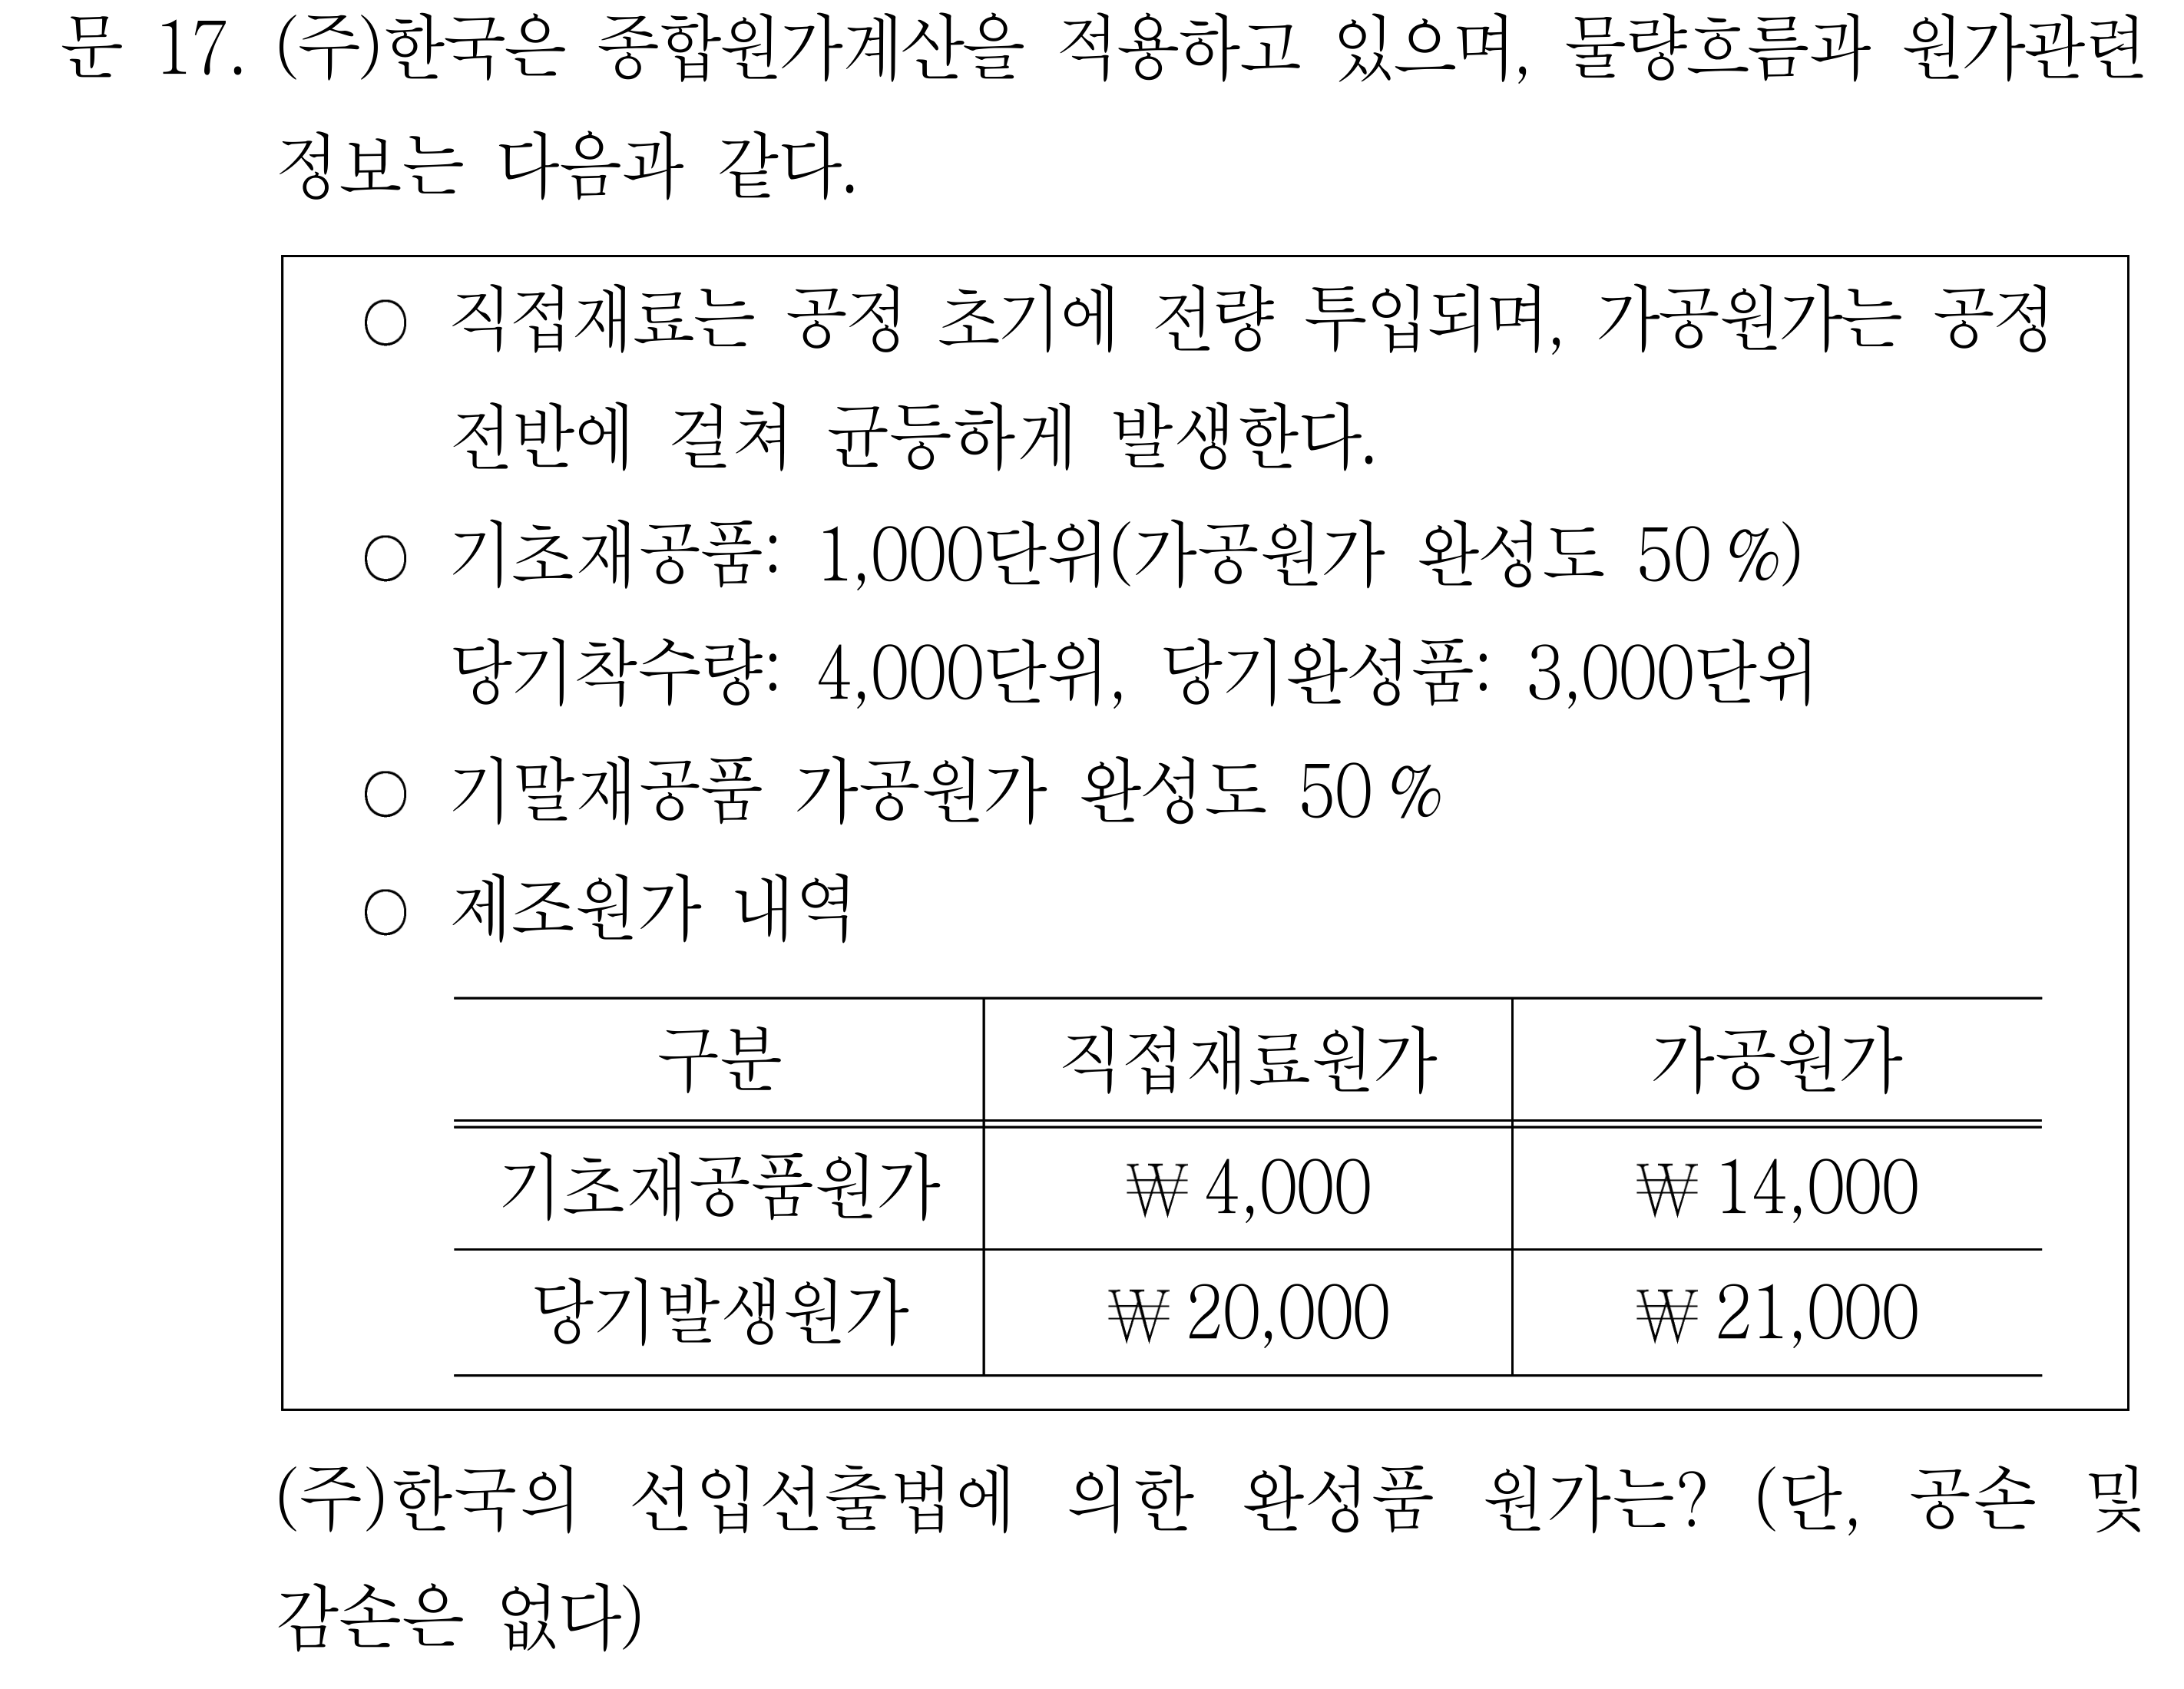 문 17. (주)한국은 종합원가계산을 적용하고 있으며, 물량흐름과 원가관련
정보는 다음과 같다.
○ 직접재료는 공정 초기에 전량 투입되며, 가공원가는 공정
전반에 걸쳐 균등하게 발생한다.
○ 기초재공품: 1,000단위(가공원가 완성도 50 %)
당기착수량: 4,000단위, 당기완성품: 3,000단위
○ 기말재공품 가공원가 완성도 50 %
○ 제조원가 내역
구분 직접재료원가 가공원가
기초재공품원가 ₩4,000 ₩14,000
당기발생원가 ₩20,000 ₩21,000
(주)한국의 선입선출법에 의한 완성품 원가는? (단, 공손 및
감손은 없다)